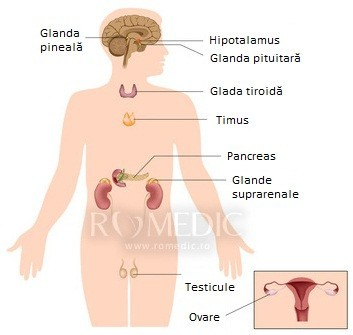 Glanda
pineală
Hipotalamus
Glanda pituitară
Glada tiroidă
Timus
Pancreas
Glande
suprarenale
ROMEDIC
www.romedic.ro
Testicule
Ovare